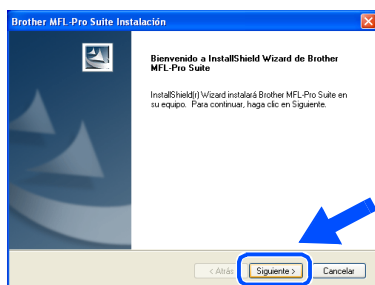 Brother MFL-Pro Suite Instalación
Bienvenido a InstallShield Wizard de Brother
MFL-Pro Suite
InstallShield(r) Wizard instalará Brother MFL-Pro Suite en
su equipo. Para continuar, haga clic en Siguiente.
< Atrás
Siguiente >
Cancelar